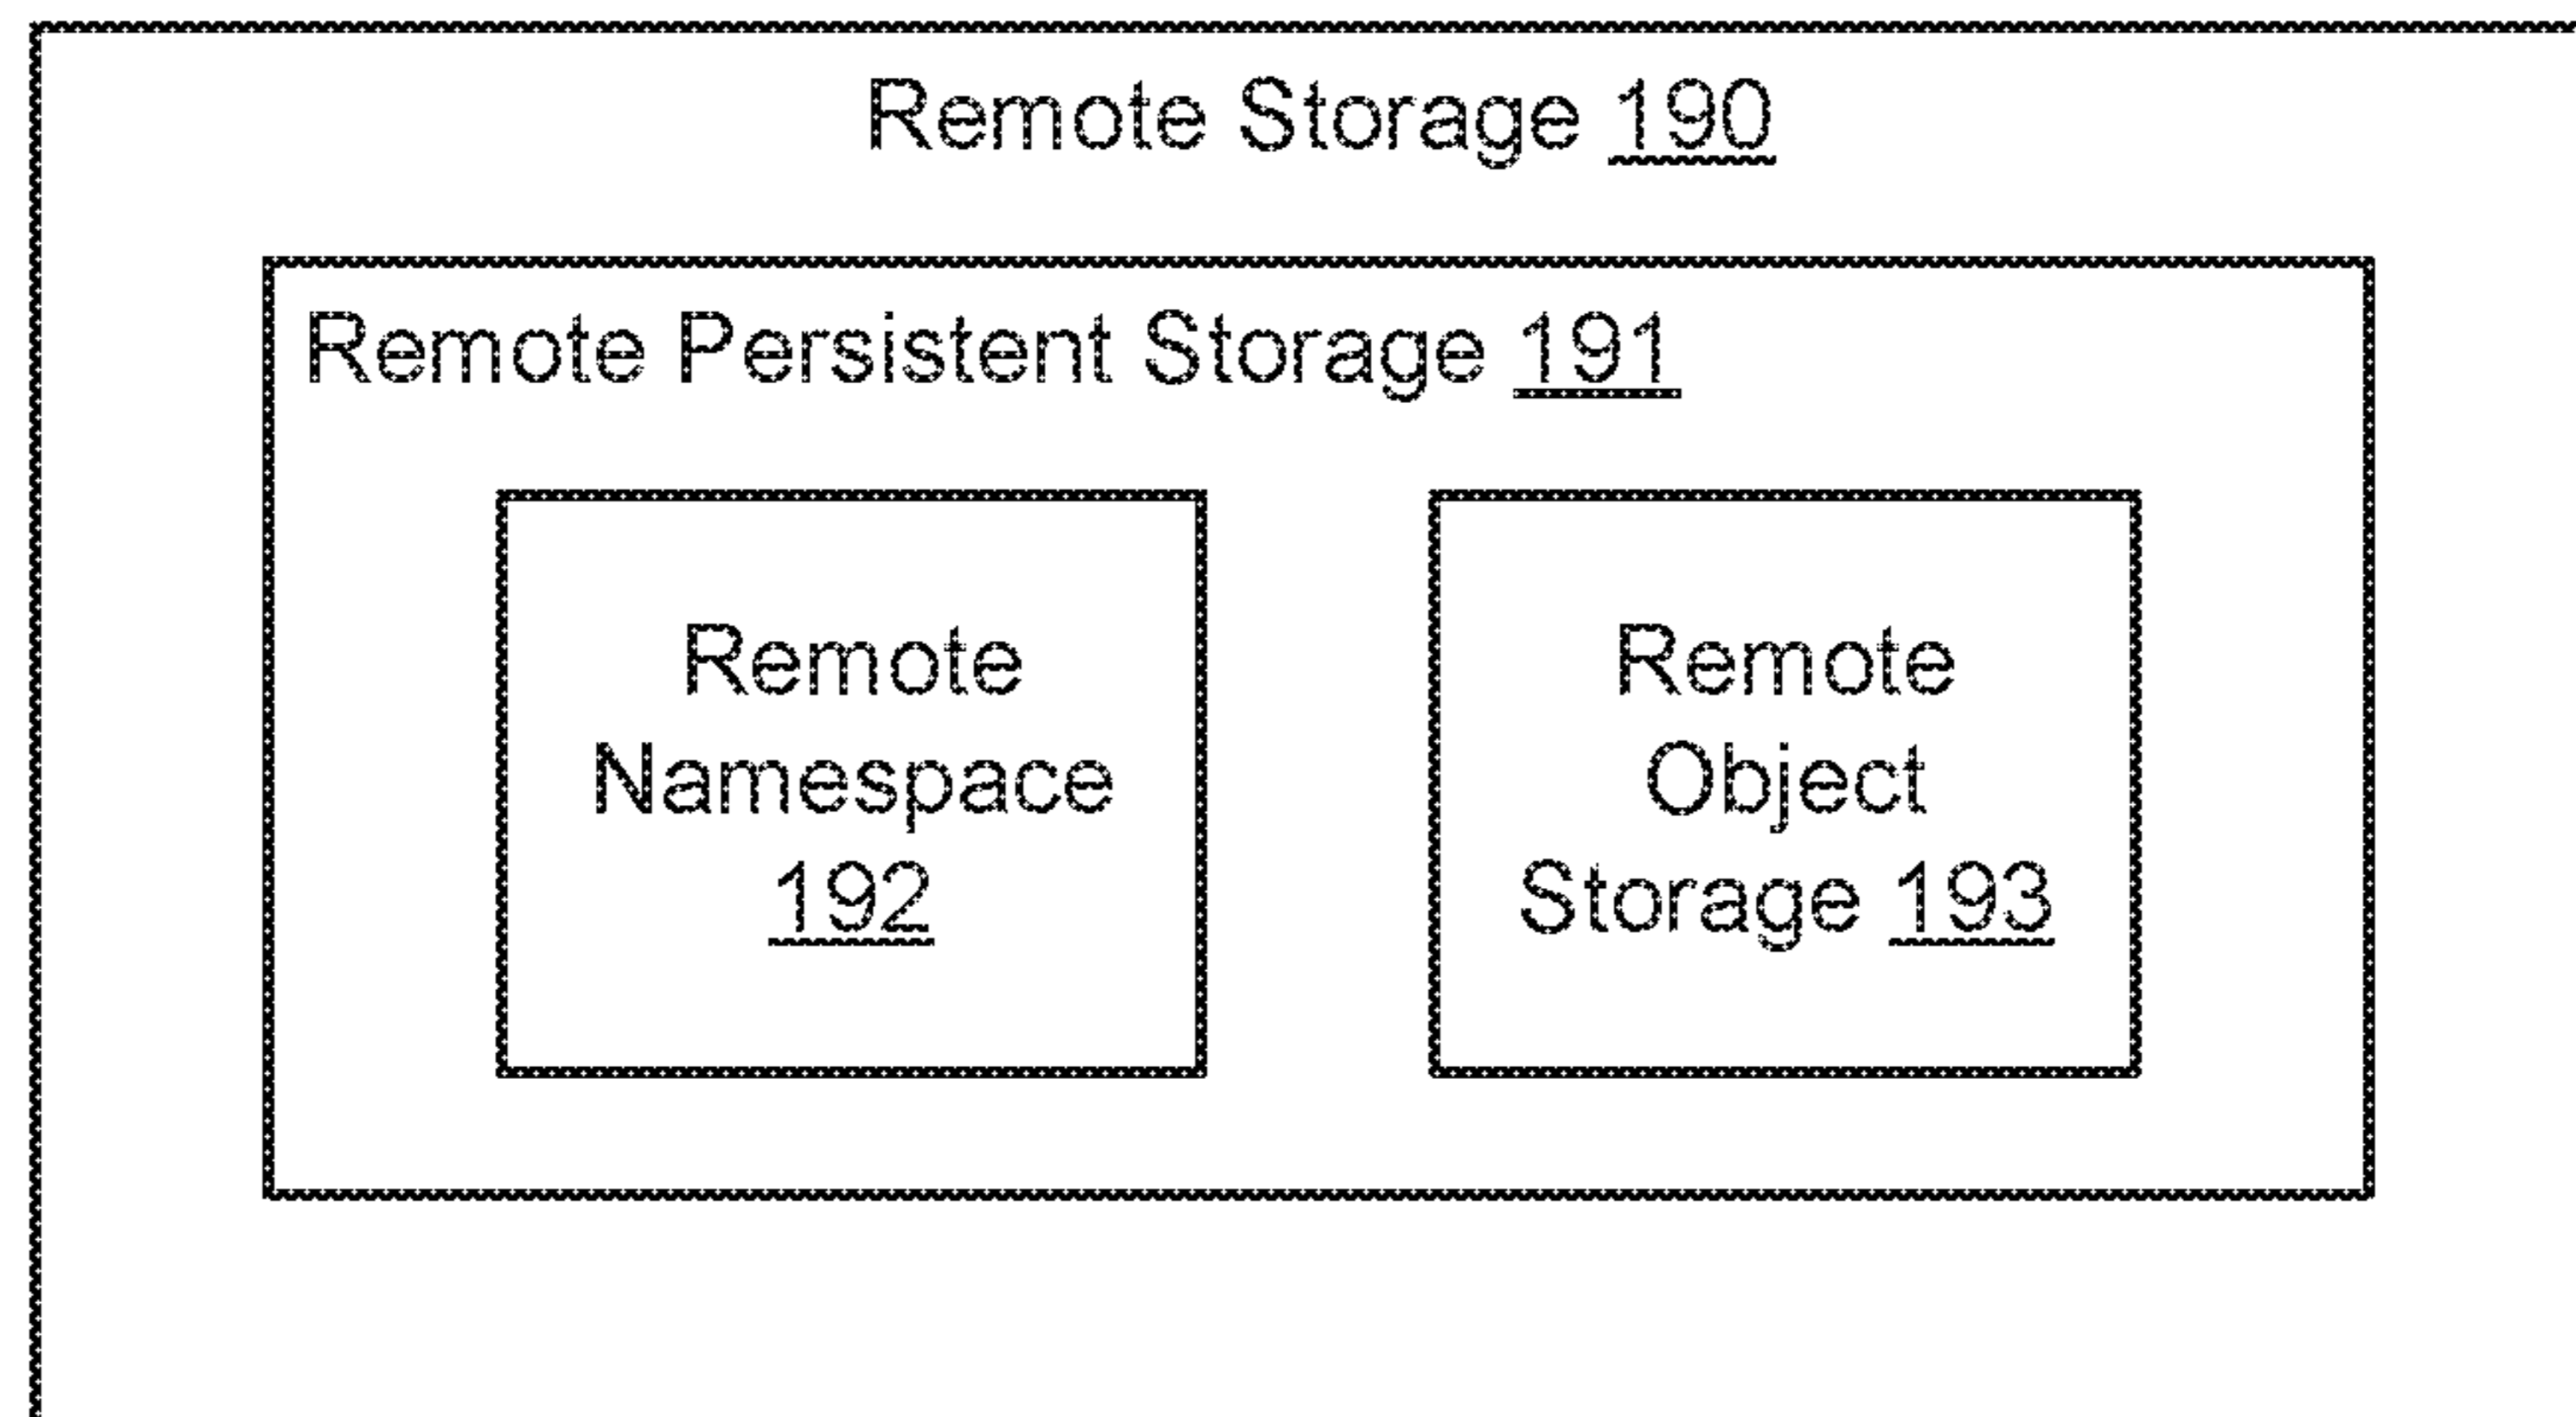 Remote Storage 190
Remote Persistent Storage 191
Remote
Namespace
192
Remote
Object
Storage 193